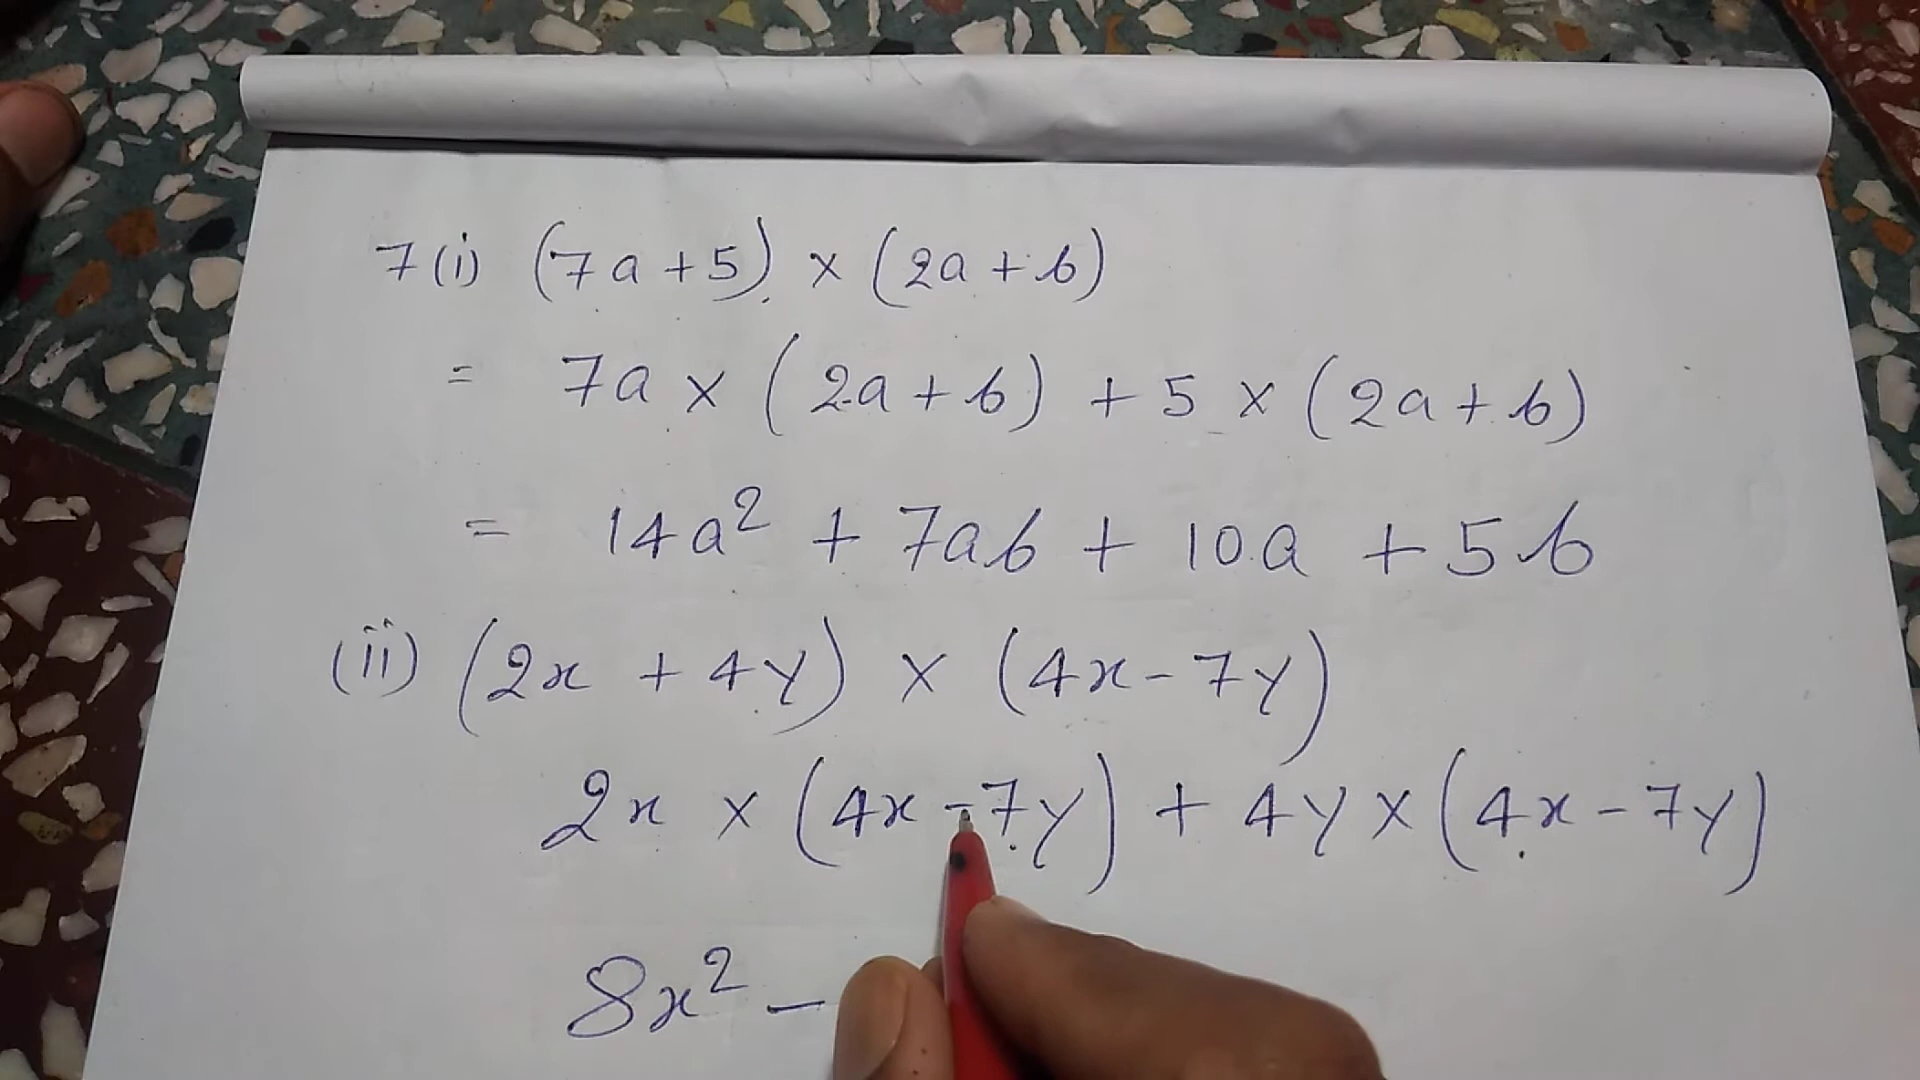 7(i) (7a+5) × (2a+b)
= 7a × (2a+b) + 5 × (2a+b)
= 14a² + 7ab + 10a + 5b
(ii) (2x + 4y) × (4x-7y)
2x × (4x-7y) + 4y × (4x-7y)
8x² -